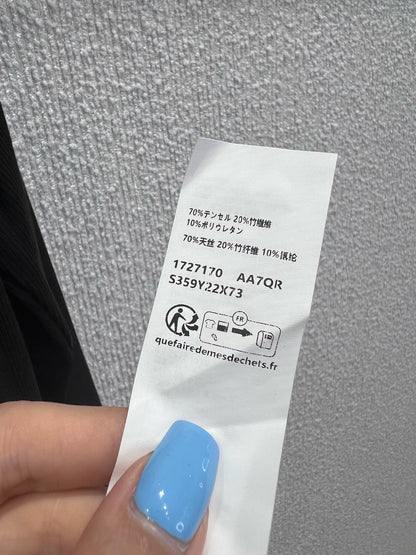 70%テンセル 20%竹繊維
10%ポリウレタン
70%天丝 20%竹纤维 10%氨纶
1727170 AA7QR
S359Y22X73
FR
quefairedemesdechets.fr